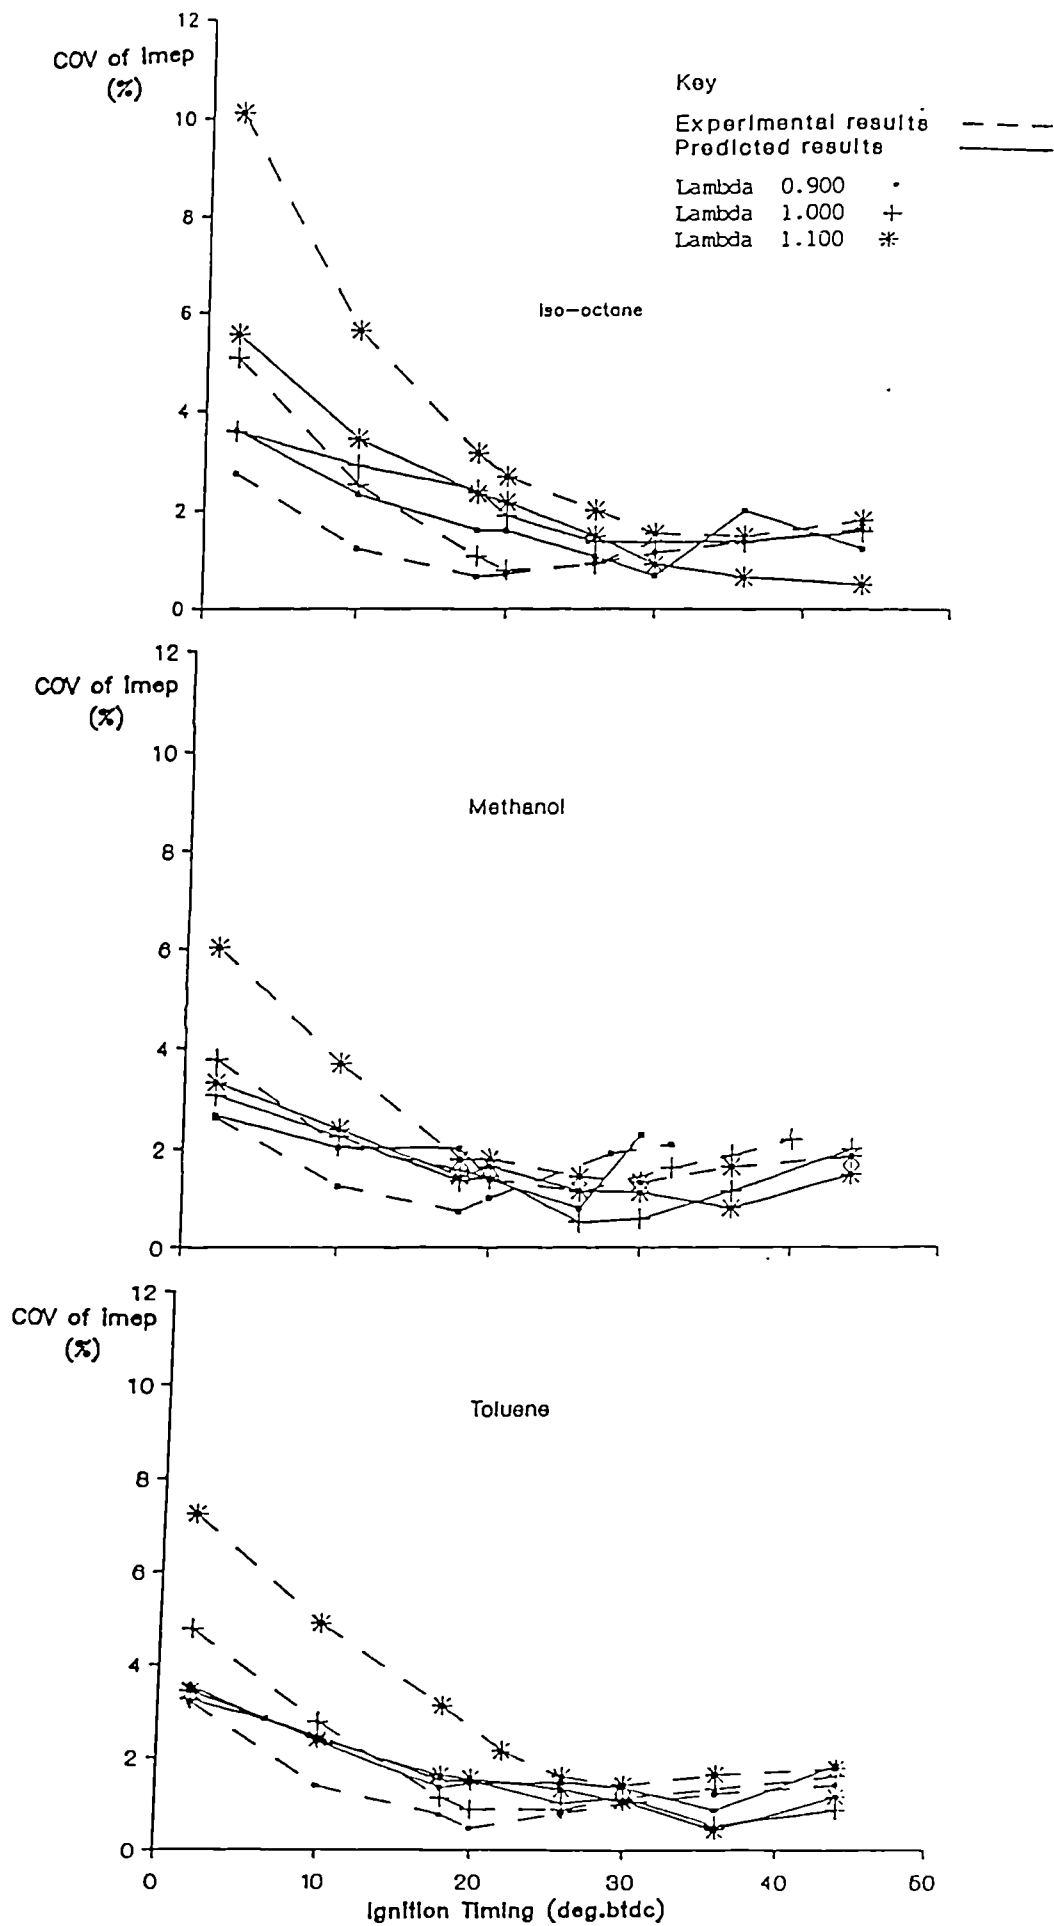 12
COV of Imep
(%)
10
8
6
4
2
0
Key
Experimental results
Predicted results
Lambda 0.900
Lambda 1.000
Lambda 1.100
Iso-octane
12
COV of Imep
(%)
10
8
6
4
2
0
Methanol
12
COV of Imep
(%)
10
8
6
4
2
0
Toluene
0 10 20 30 40 50
Ignition Timing (deg.btdc)